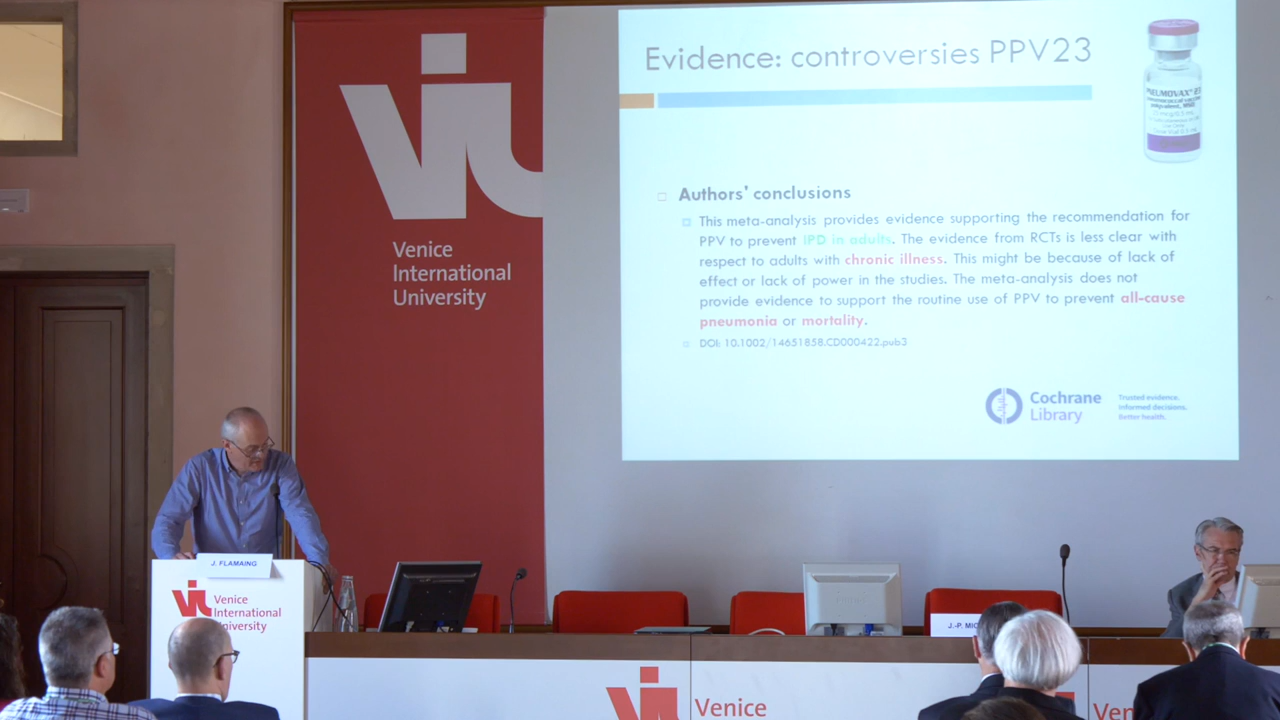 Evidence: controversies PPV23
PNEUMOVAX® 23
Authors' conclusions
This meta-analysis provides evidence supporting the recommendation for
PPV to prevent IPD in adults. The evidence from RCTs is less clear with
respect to adults with chronic illness. This might be because of lack of
effect or lack of power in the studies. The meta-analysis does not
provide evidence to support the routine use of PPV to prevent all-cause
pneumonia or mortality.
DOI: 10.1002/14651858.CD000422.pub3
Cochrane
Library
Trusted evidence.
Informed decisions.
Better health.
Venice
International
University
J. FLAMAING
Venice
International
University
J.-P. MIC
Venice
Ven